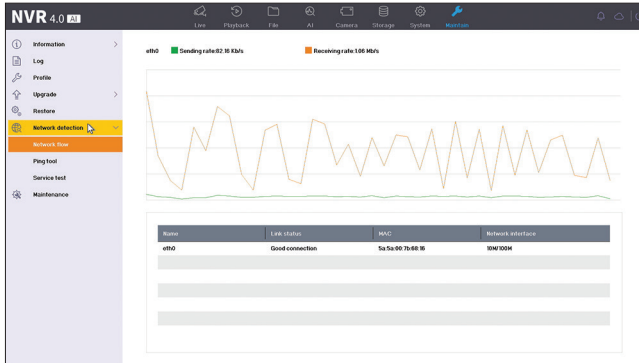 NVR 4.0 AI
Live Playback File AI Camera Storage System Maintain
Information
Log
Profile
Upgrade
Restore
Network detection
Network flow
Ping tool
Service test
Maintenance
eth0 Sending rate:82.16 Kb/s Receiving rate:1.06 Mb/s
Name Link status MAC Network interface
eth0 Good connection 5a:5a:00:7b:68:16 10M/100M